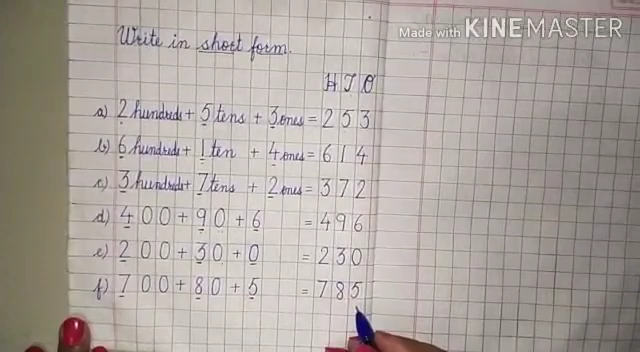 Made with KINEMASTER
Write in short form.
H T O
a) 2 hundreds + 5 tens + 3 ones = 2 5 3
b) 6 hundreds + 1 ten + 4 ones = 6 1 4
c) 3 hundreds + 7 tens + 2 ones = 3 7 2
d) 4 0 0 + 9 0 + 6 = 4 9 6
e) 2 0 0 + 3 0 + 0 = 2 3 0
f) 7 0 0 + 8 0 + 5 = 7 8 5